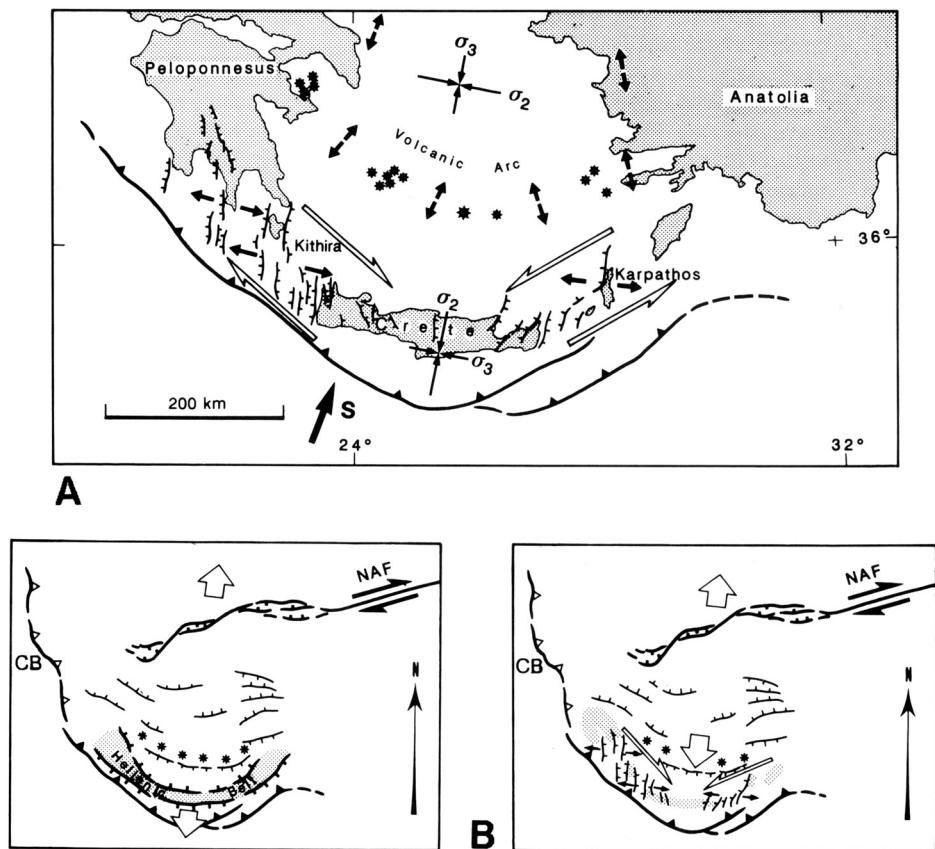 σ3
σ2
Peloponnesus
Anatolia
Volcanic Arc
36°
Kithira
Karpathos
σ2
Crete
σ3
200 km
S
24°
32°
A
NAF
CB
N
Hellenic Belt
NAF
CB
N
B